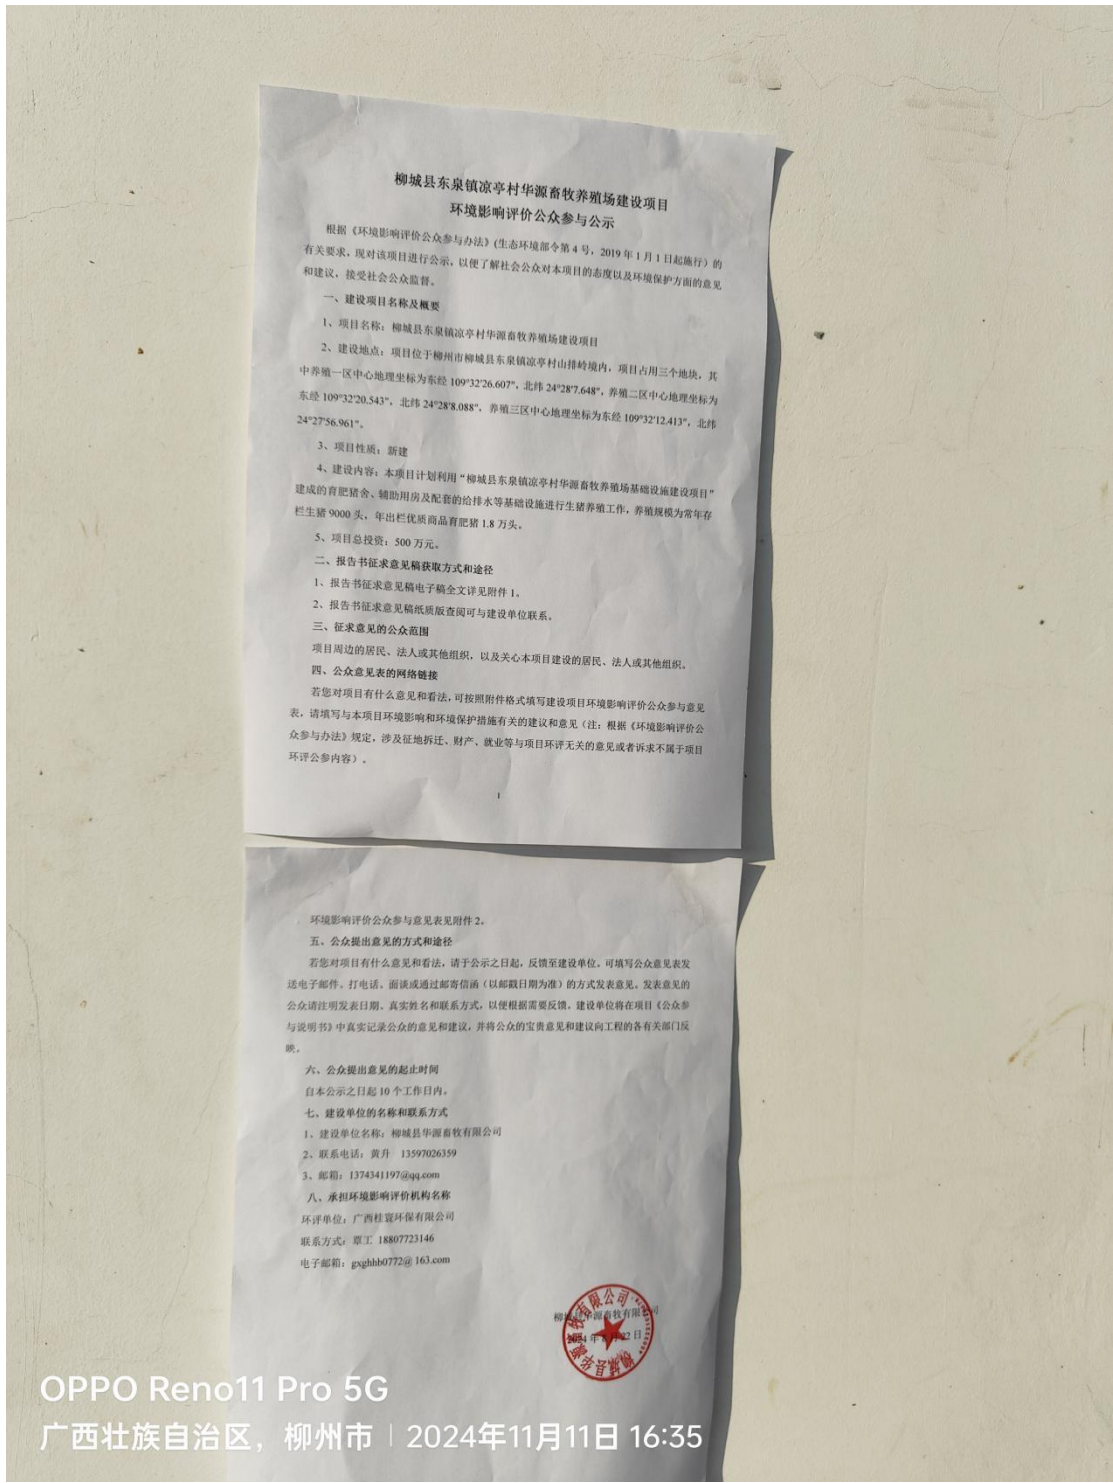 柳城县东泉镇凉亭村华源畜牧养殖场建设项目
环境影响评价公众参与公示
根据《环境影响评价公众参与办法》(生态环境部令第4号，2019年1月1日起施行）的
有关要求，现对该项目进行公示，以便了解社会公众对本项目的态度以及环境保护方面的意见
和建议，接受社会公众监督。
一、建设项目名称及概要
1、项目名称：柳城县东泉镇凉亭村华源畜牧养殖场建设项目
2、建设地点：项目位于柳州市柳城县东泉镇凉亭村山排岭境内，项目占用三个地块，其
中养殖一区中心地理坐标为东经109°32'26.607"，北纬24°28'7.648"，养殖二区中心地理坐标为
东经109°32'20.543"，北纬24°28'8.088"，养殖三区中心地理坐标为东经109°32'12.413"，北纬
24°27'56.961"。
3、项目性质：新建
4、建设内容：本项目计划利用“柳城县东泉镇凉亭村华源畜牧养殖场基础设施建设项目”
建成的育肥猪舍、辅助用房及配套的给排水等基础设施进行生猪养殖工作，养殖规模为常年存
栏生猪9000头，年出栏优质商品育肥猪1.8万头。
5、项目总投资：500万元。
二、报告书征求意见稿获取方式和途径
1、报告书征求意见稿电子稿全文详见附件1。
2、报告书征求意见稿纸质版查阅可与建设单位联系。
三、征求意见的公众范围
项目周边的居民、法人或其他组织，以及关心本项目建设的居民、法人或其他组织。
四、公众意见表的网络链接
若您对项目有什么意见和看法，可按照附件格式填写建设项目环境影响评价公众参与意见
表，请填写与本项目环境影响和环境保护措施有关的建议和意见（注：根据《环境影响评价公
众参与办法》规定，涉及征地拆迁、财产、就业等与项目环评无关的意见或者诉求不属于项目
环评公参内容）。
1
环境影响评价公众参与意见表见附件2。
五、公众提出意见的方式和途径
若您对项目有什么意见和看法，请于公示之日起，反馈至建设单位。可填写公众意见表发
送电子邮件、打电话、面谈或通过邮寄信函（以邮戳日期为准）的方式发表意见。发表意见的
公众请注明发表日期、真实姓名和联系方式，以便根据需要反馈。建设单位将在项目《公众参
与说明书》中真实记录公众的意见和建议，并将公众的宝贵意见和建议向工程的各有关部门反
映。
六、公众提出意见的起止时间
自本公示之日起10个工作日内。
七、建设单位的名称和联系方式
1、建设单位名称：柳城县华源畜牧有限公司
2、联系电话：黄升 13597026359
3、邮箱：1374341197@qq.com
八、承担环境影响评价机构名称
环评单位：广西桂寰环保有限公司
联系方式：覃工 18807723146
电子邮箱：gxghhb0772@163.com
柳城县华源畜牧有限公司
2024年8月22日
柳城县华源畜牧有限公司
OPPO Reno11 Pro 5G
广西壮族自治区，柳州市 | 2024年11月11日 16:35